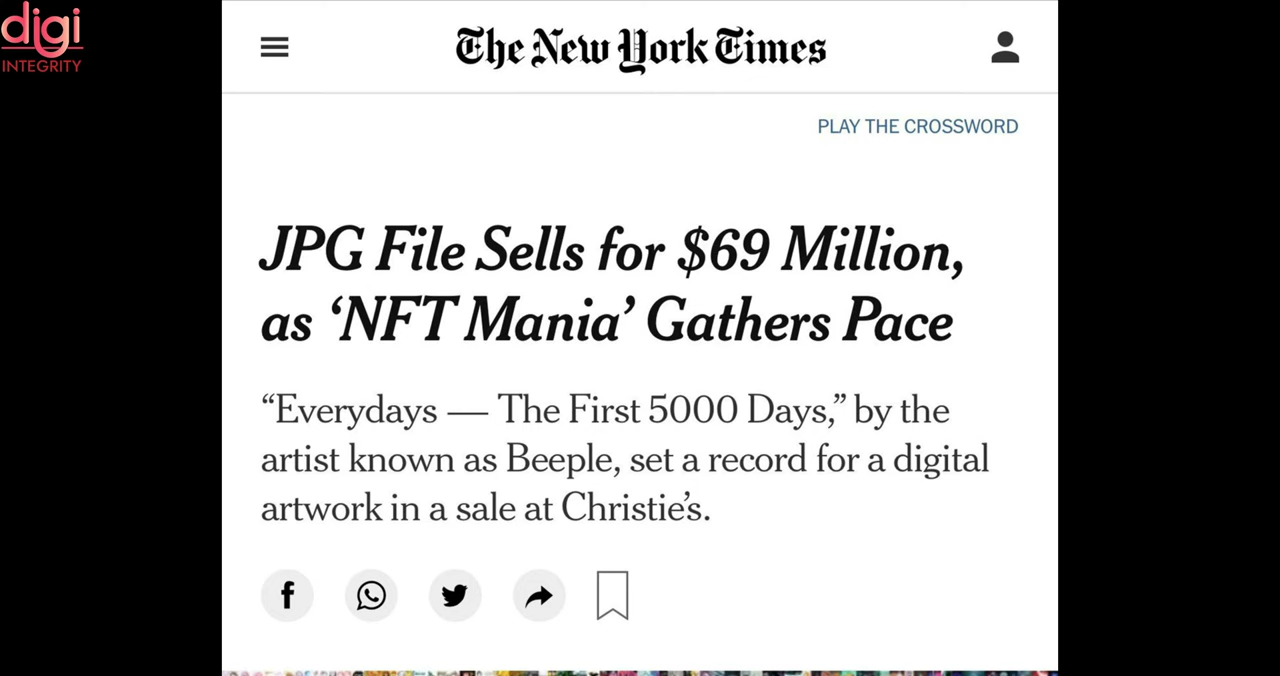 digi
INTEGRITY
The New York Times
PLAY THE CROSSWORD
JPG File Sells for $69 Million,
as ‘NFT Mania’ Gathers Pace
“Everydays — The First 5000 Days,” by the
artist known as Beeple, set a record for a digital
artwork in a sale at Christie’s.